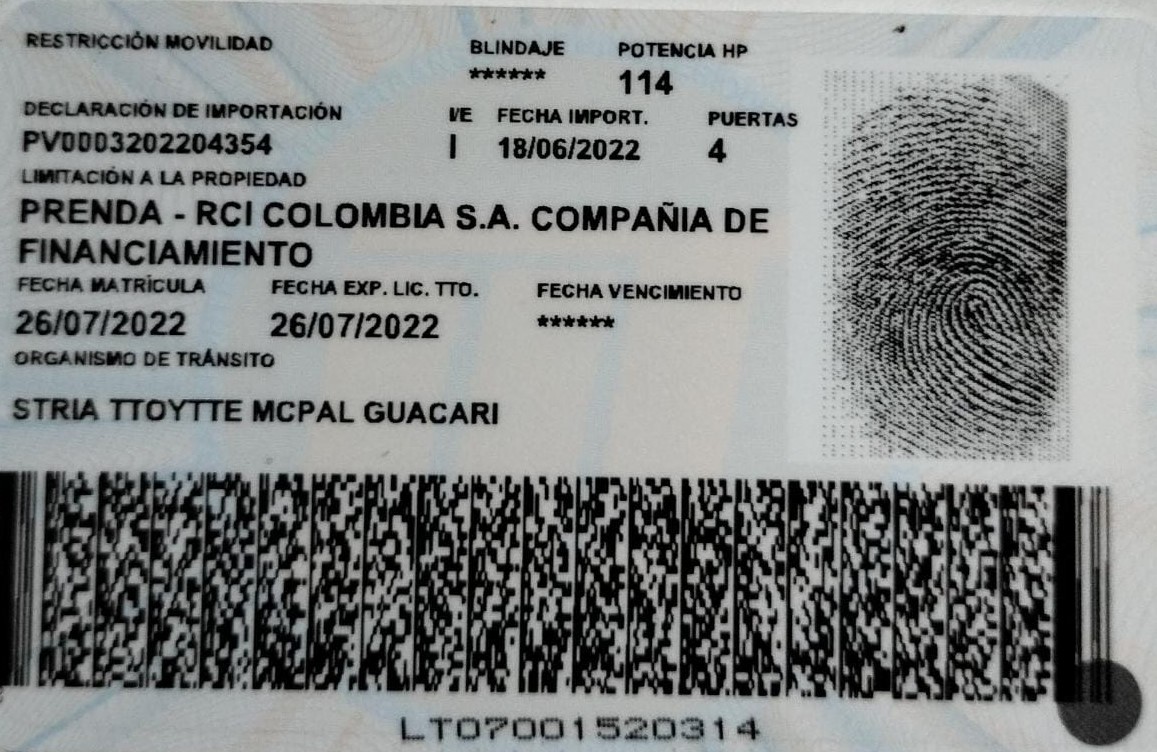 RESTRICCIÓN MOVILIDAD BLINDAJE POTENCIA HP
****** 114
DECLARACIÓN DE IMPORTACIÓN I/E FECHA IMPORT. PUERTAS
PV0003202204354 I 18/06/2022 4
LIMITACIÓN A LA PROPIEDAD
PRENDA - RCI COLOMBIA S.A. COMPAÑIA DE
FINANCIAMIENTO
FECHA MATRÍCULA FECHA EXP. LIC. TTO. FECHA VENCIMIENTO
26/07/2022 26/07/2022 ******
ORGANISMO DE TRÁNSITO
STRIA TTOYTTE MCPAL GUACARI
LT07001520314